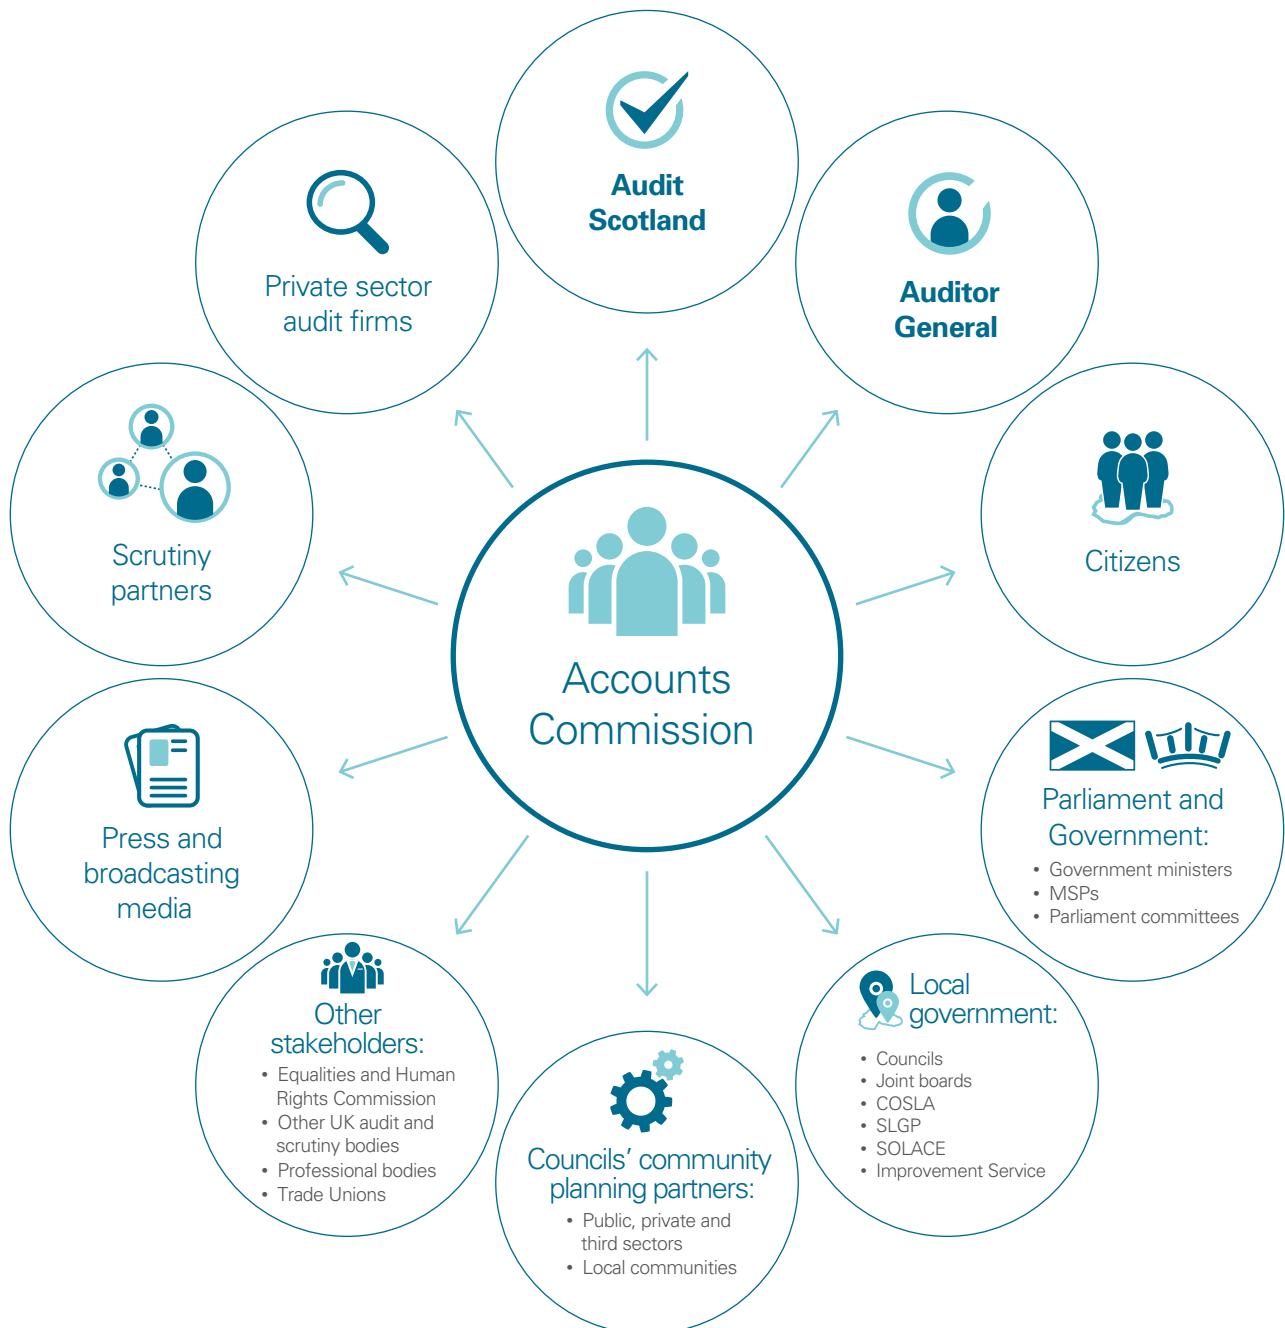 Audit
Scotland
Auditor
General
Citizens
Parliament and
Government:
• Government ministers
• MSPs
• Parliament committees
Local
government:
• Councils
• Joint boards
• COSLA
• SLGP
• SOLACE
• Improvement Service
Councils’ community
planning partners:
• Public, private and
third sectors
• Local communities
Other
stakeholders:
• Equalities and Human
Rights Commission
• Other UK audit and
scrutiny bodies
• Professional bodies
• Trade Unions
Press and
broadcasting
media
Scrutiny
partners
Private sector
audit firms
Accounts
Commission